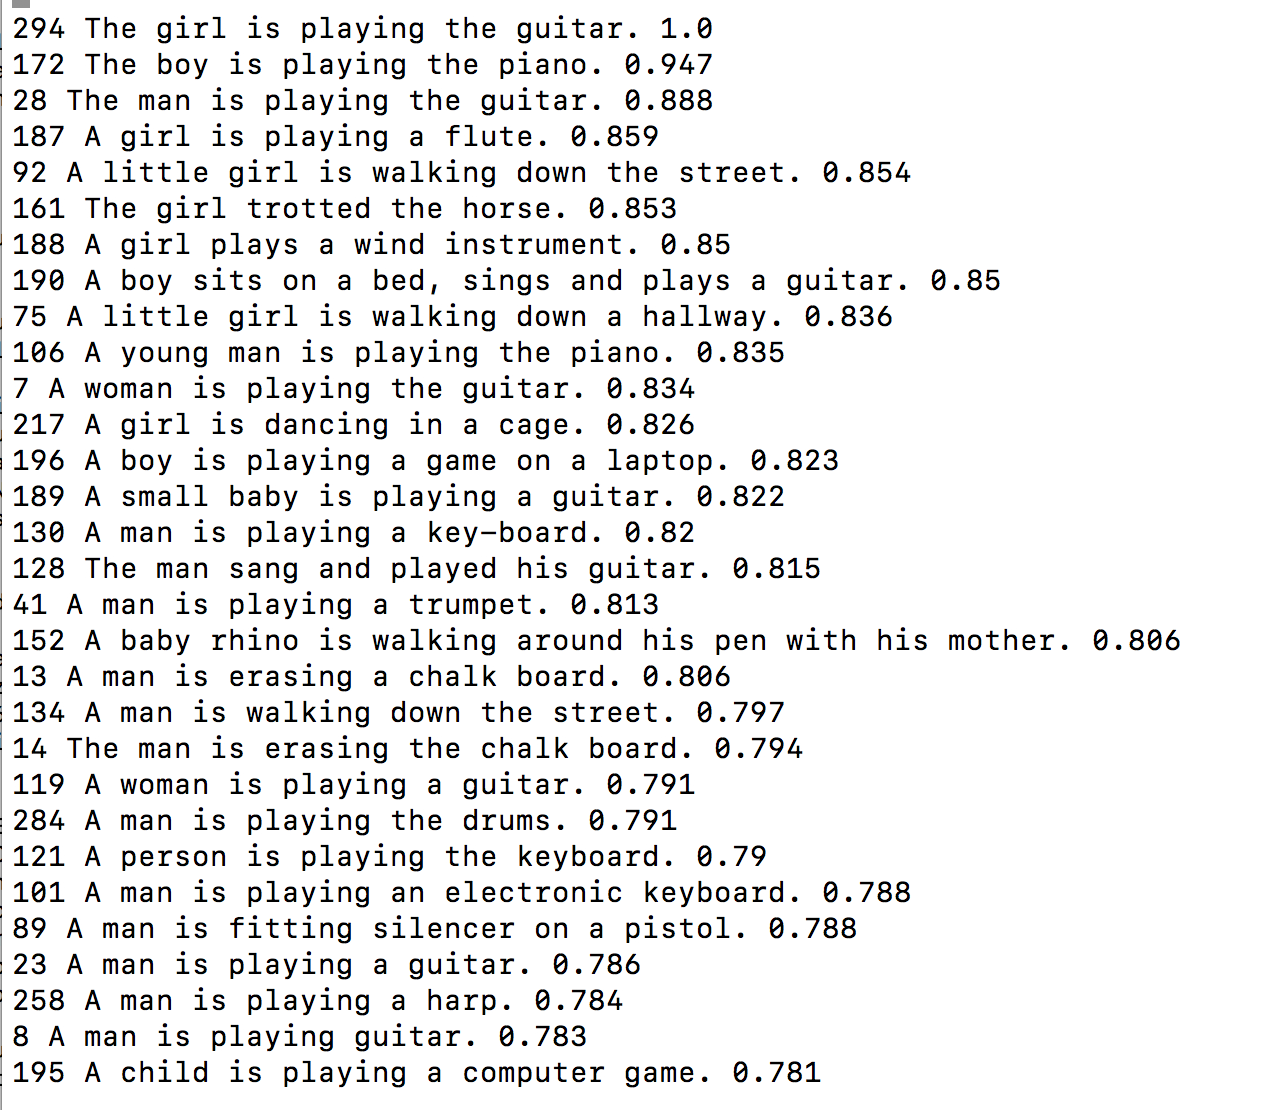 294 The girl is playing the guitar. 1.0
172 The boy is playing the piano. 0.947
28 The man is playing the guitar. 0.888
187 A girl is playing a flute. 0.859
92 A little girl is walking down the street. 0.854
161 The girl trotted the horse. 0.853
188 A girl plays a wind instrument. 0.85
190 A boy sits on a bed, sings and plays a guitar. 0.85
75 A little girl is walking down a hallway. 0.836
106 A young man is playing the piano. 0.835
7 A woman is playing the guitar. 0.834
217 A girl is dancing in a cage. 0.826
196 A boy is playing a game on a laptop. 0.823
189 A small baby is playing a guitar. 0.822
130 A man is playing a key-board. 0.82
128 The man sang and played his guitar. 0.815
41 A man is playing a trumpet. 0.813
152 A baby rhino is walking around his pen with his mother. 0.806
13 A man is erasing a chalk board. 0.806
134 A man is walking down the street. 0.797
14 The man is erasing the chalk board. 0.794
119 A woman is playing a guitar. 0.791
284 A man is playing the drums. 0.791
121 A person is playing the keyboard. 0.79
101 A man is playing an electronic keyboard. 0.788
89 A man is fitting silencer on a pistol. 0.788
23 A man is playing a guitar. 0.786
258 A man is playing a harp. 0.784
8 A man is playing guitar. 0.783
195 A child is playing a computer game. 0.781